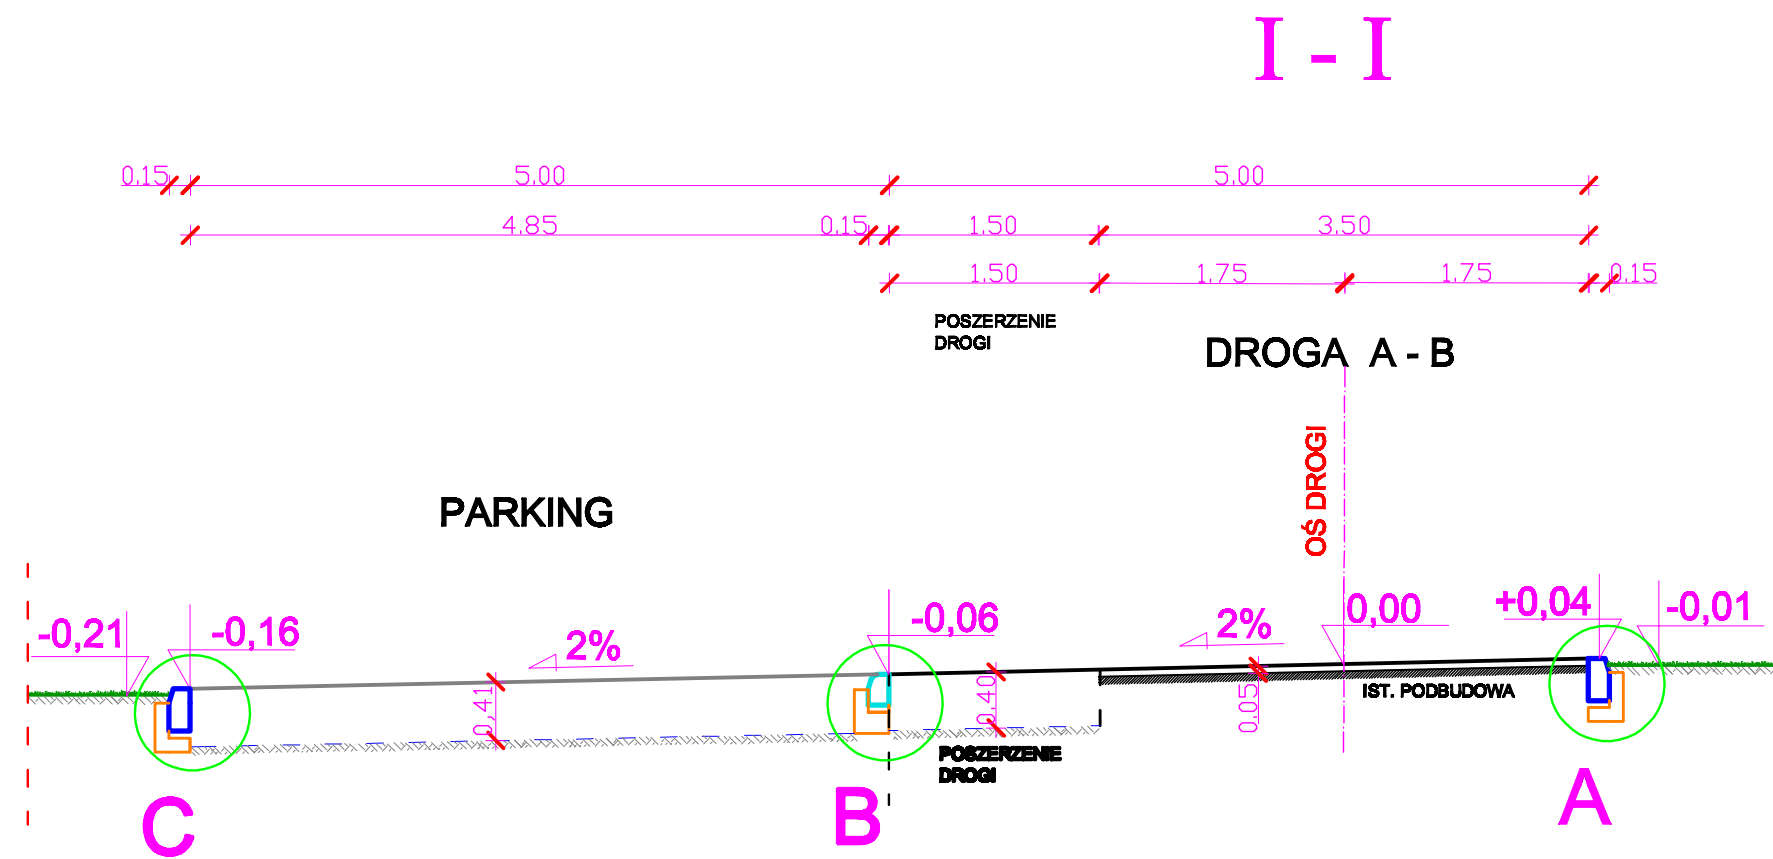 I - I
0.15 5.00 5.00
4.85 0.15 1.50 3.50
1.50 1.75 1.75 0.15
POSZERZENIE
DROGI
DROGA A - B
OŚ DROGI
PARKING
-0,21 -0,16 2% -0,06 2% 0,00 +0,04 -0,01
0,41 0,40 0,05
IST. PODBUDOWA
POSZERZENIE
DROGI
C B A